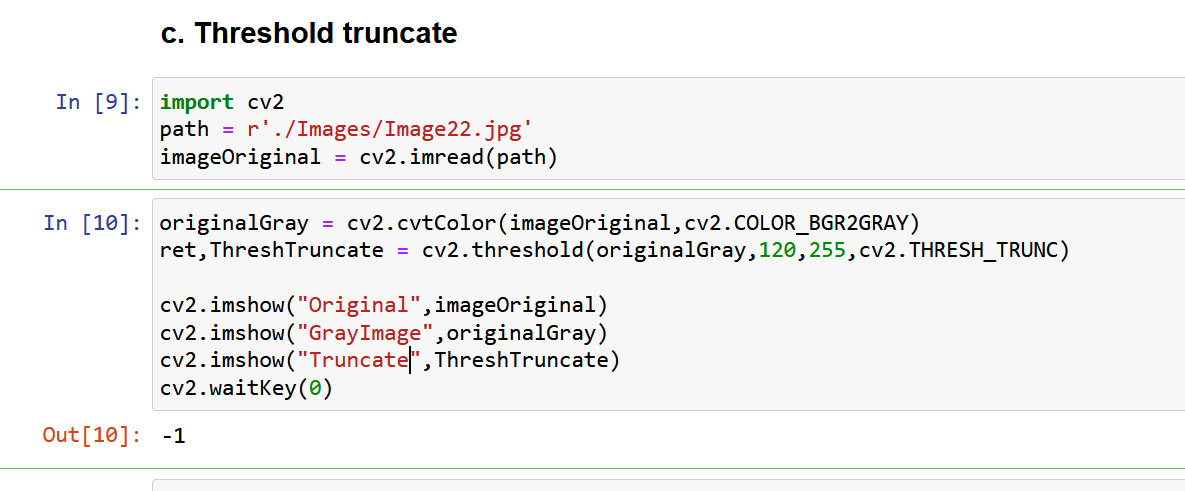 c. Threshold truncate
In [9]: import cv2
path = r'./Images/Image22.jpg'
imageOriginal = cv2.imread(path)
In [10]: originalGray = cv2.cvtColor(imageOriginal,cv2.COLOR_BGR2GRAY)
ret,ThreshTruncate = cv2.threshold(originalGray,120,255,cv2.THRESH_TRUNC)
cv2.imshow("Original",imageOriginal)
cv2.imshow("GrayImage",originalGray)
cv2.imshow("Truncate",ThreshTruncate)
cv2.waitKey(0)
Out[10]: -1